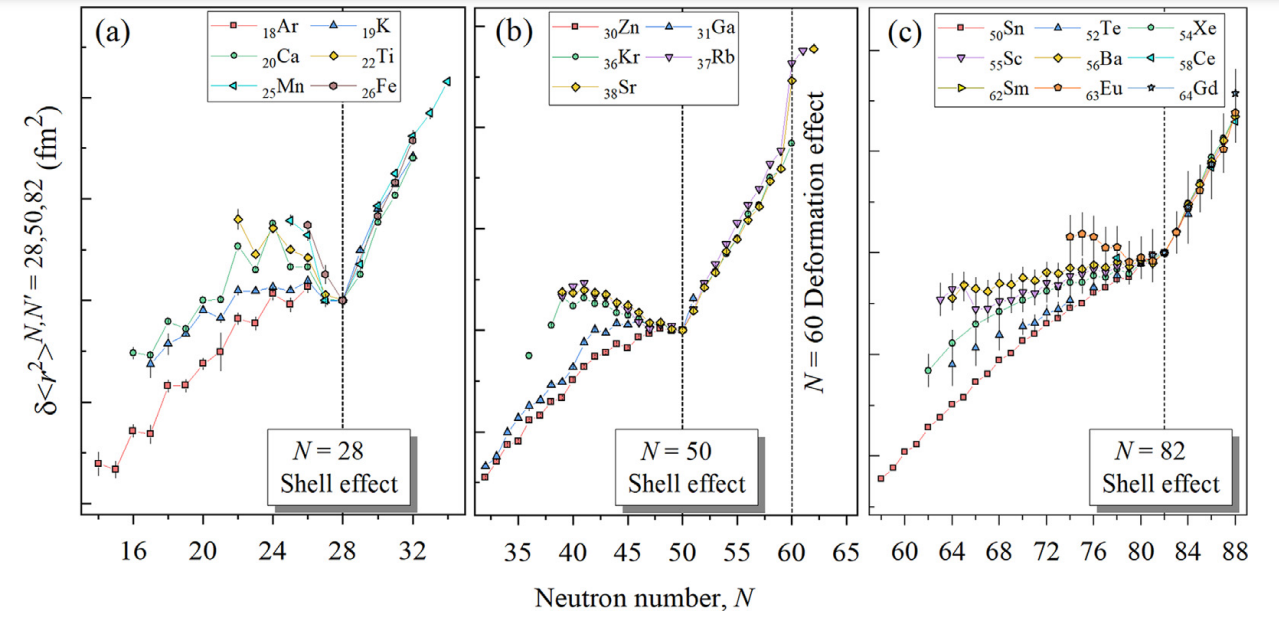 (a)
₁₈Ar ₁₉K
₂₀Ca ₂₂Ti
₂₅Mn ₂₆Fe
(b)
₃₀Zn ₃₁Ga
₃₆Kr ₃₇Rb
₃₈Sr
(c)
₅₀Sn ₅₂Te ₅₄Xe
₅₅Sc ₅₆Ba ₅₈Ce
₆₂Sm ₆₃Eu ₆₄Gd
δ<r²>N,N′ = 28,50,82 (fm²)
N = 60 Deformation effect
N = 28
Shell effect
N = 50
Shell effect
N = 82
Shell effect
16 20 24 28 32
35 40 45 50 55 60 65
60 64 68 72 76 80 84 88
Neutron number, N